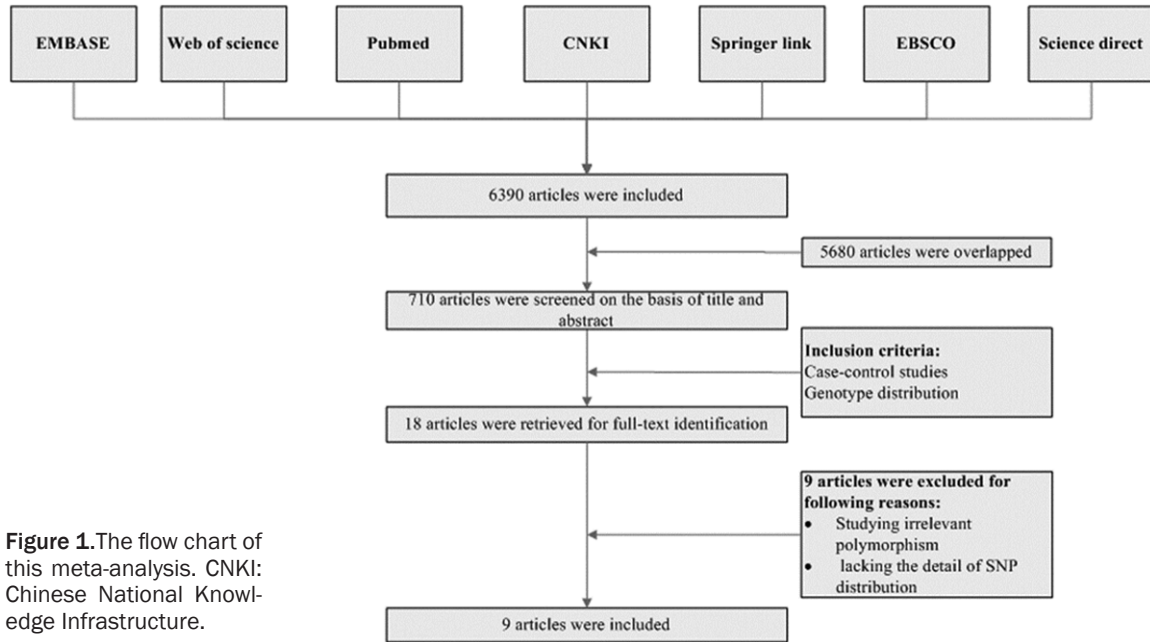 EMBASE
Web of science
Pubmed
CNKI
Springer link
EBSCO
Science direct
6390 articles were included
5680 articles were overlapped
710 articles were screened on the basis of title and
abstract
Inclusion criteria:
Case-control studies
Genotype distribution
18 articles were retrieved for full-text identification
9 articles were excluded for
following reasons:
• Studying irrelevant
polymorphism
• lacking the detail of SNP
distribution
9 articles were included
Figure 1.The flow chart of
this meta-analysis. CNKI:
Chinese National Knowl-
edge Infrastructure.